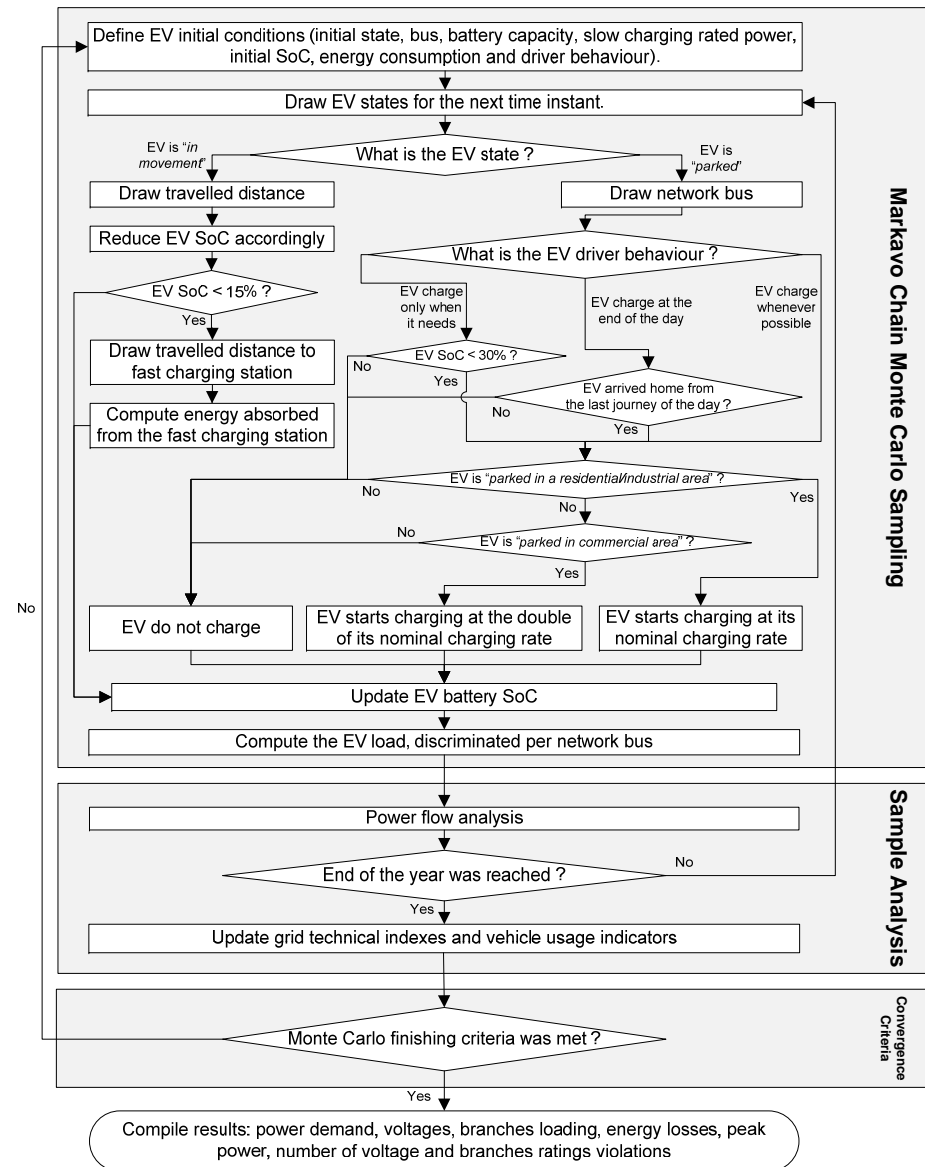 Define EV initial conditions (initial state, bus, battery capacity, slow charging rated power,
initial SoC, energy consumption and driver behaviour).
Draw EV states for the next time instant.
What is the EV state ?
EV is "in
movement"
EV is
"parked"
Draw travelled distance
Draw network bus
Reduce EV SoC accordingly
What is the EV driver behaviour ?
EV SoC < 15% ?
Yes
EV charge
only when
it needs
EV charge at the
end of the day
EV charge
whenever
possible
Draw travelled distance to
fast charging station
EV SoC < 30% ?
No
Yes
EV arrived home from
the last journey of the day ?
No
Yes
Compute energy absorbed
from the fast charging station
EV is "parked in a residential/industrial area" ?
No
Yes
No
EV is "parked in commercial area" ?
No
Yes
EV do not charge
EV starts charging at the double
of its nominal charging rate
EV starts charging at its
nominal charging rate
Update EV battery SoC
Compute the EV load, discriminated per network bus
Markavo Chain Monte Carlo Sampling
No
Power flow analysis
End of the year was reached ?
No
Yes
Update grid technical indexes and vehicle usage indicators
Sample Analysis
Monte Carlo finishing criteria was met ?
Convergence
Criteria
Yes
Compile results: power demand, voltages, branches loading, energy losses, peak
power, number of voltage and branches ratings violations